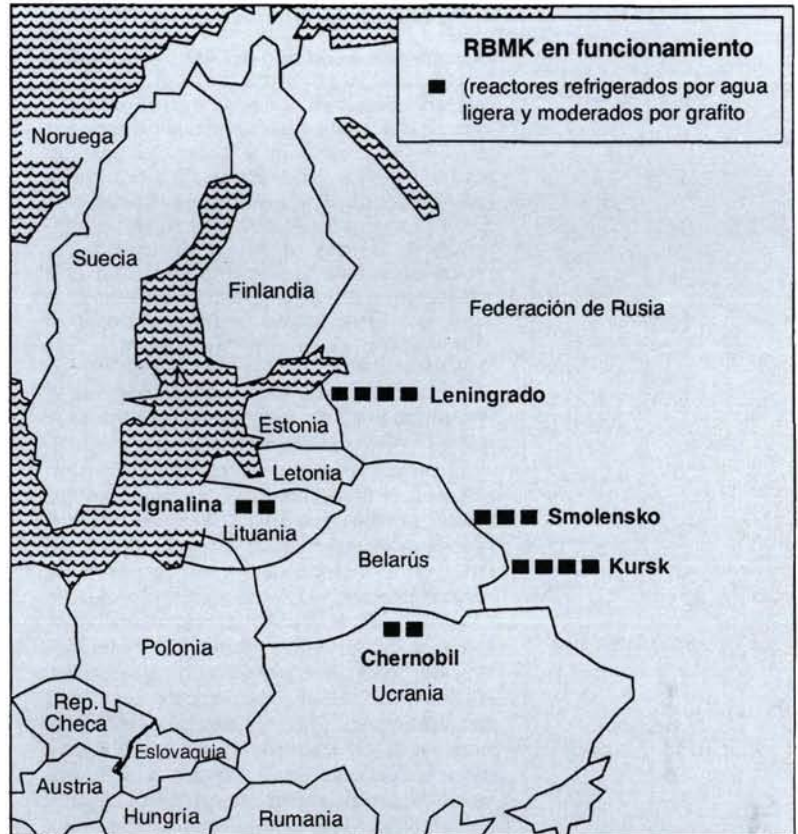 RBMK en funcionamiento
(reactores refrigerados por agua
ligera y moderados por grafito
Noruega
Suecia
Finlandia
Federación de Rusia
Leningrado
Estonia
Letonia
Ignalina
Lituania
Smolensko
Belarús
Kursk
Polonia
Chernobil
Ucrania
Rep.
Checa
Eslovaquia
Austria
Hungría
Rumania